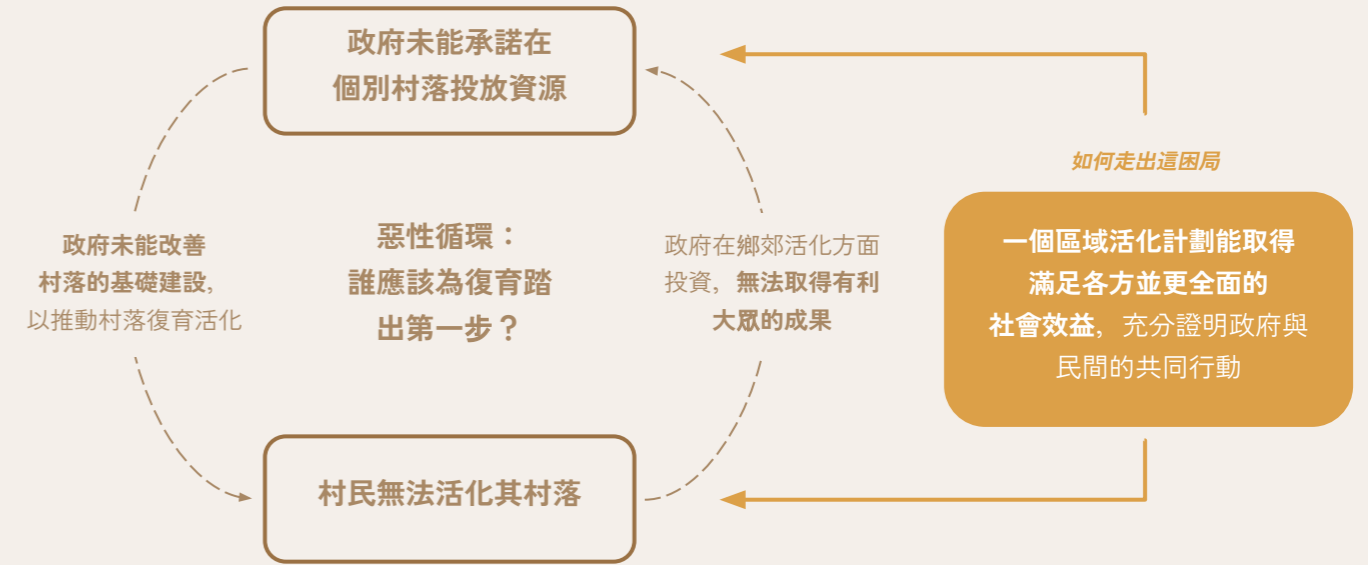 政府未能承諾在
個別村落投放資源
如何走出這困局
政府未能改善
村落的基礎建設,
以推動村落復育活化
惡性循環：
誰應該為復育踏
出第一步？
政府在鄉郊活化方面
投資, 無法取得有利
大眾的成果
一個區域活化計劃能取得
滿足各方並更全面的
社會效益, 充分證明政府與
民間的共同行動
村民無法活化其村落